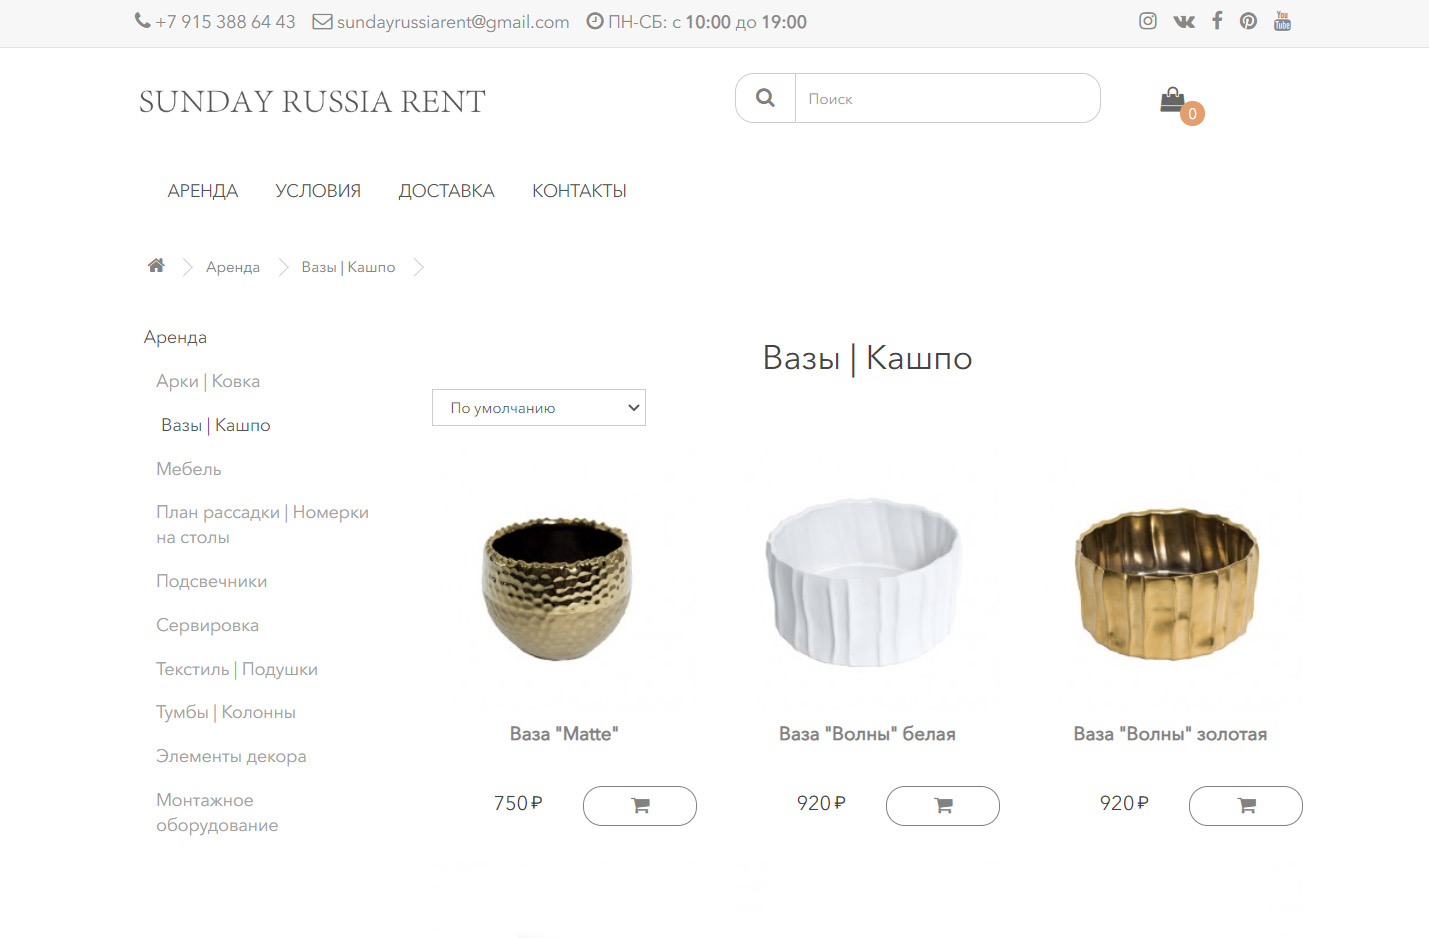 +7 915 388 64 43 sundayrussiarent@gmail.com ПН-СБ: с 10:00 до 19:00
You Tube
SUNDAY RUSSIA RENT
Поиск
0
АРЕНДА УСЛОВИЯ ДОСТАВКА КОНТАКТЫ
Аренда Вазы | Кашпо
Аренда
Арки | Ковка
Вазы | Кашпо
Мебель
План рассадки | Номерки
на столы
Подсвечники
Сервировка
Текстиль | Подушки
Тумбы | Колонны
Элементы декора
Монтажное
оборудование
Вазы | Кашпо
По умолчанию
Ваза "Matte"
750 ₽
Ваза "Волны" белая
920 ₽
Ваза "Волны" золотая
920 ₽